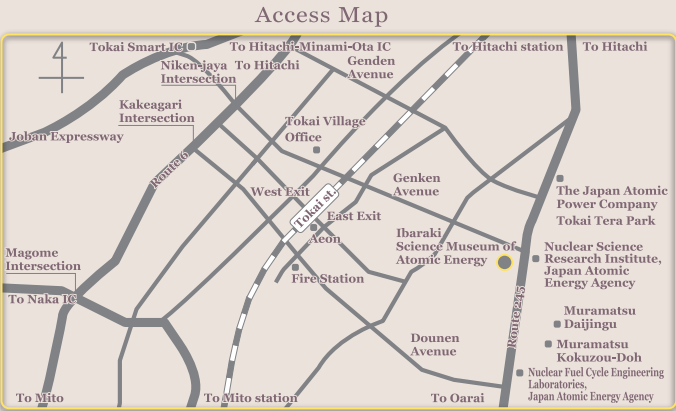 Access Map
Tokai Smart IC
To Hitachi-Minami-Ota IC
To Hitachi station
To Hitachi
4
Niken-jaya
Intersection
To Hitachi
Genden
Avenue
Kakeagari
Intersection
Tokai Village
Office
Joban Expressway
Route 6
Genken
Avenue
West Exit
Tokai st.
East Exit
Aeon
The Japan Atomic
Power Company
Tokai Tera Park
Ibaraki
Science Museum of
Atomic Energy
Nuclear Science
Research Institute,
Japan Atomic
Energy Agency
Magome
Intersection
Fire Station
To Naka IC
Route 245
Muramatsu
Daijingu
Dounen
Avenue
Muramatsu
Kokuzou-Doh
Nuclear Fuel Cycle Engineering
Laboratories,
Japan Atomic Energy Agency
To Mito
To Mito station
To Oarai